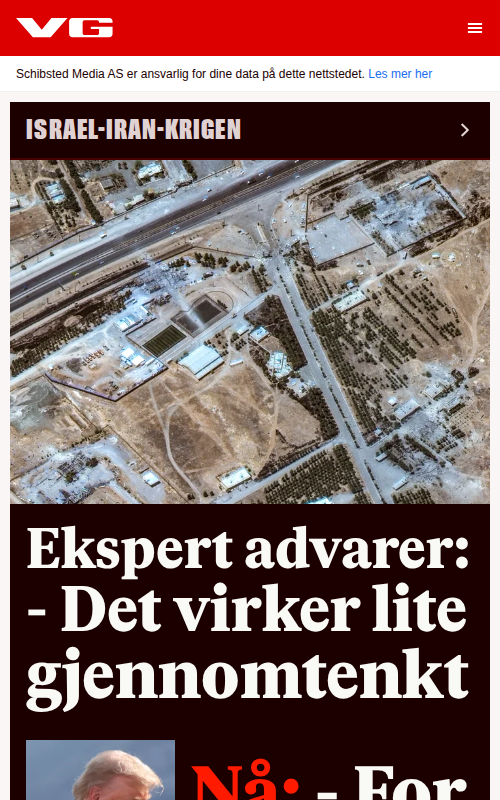 VG
Schibsted Media AS er ansvarlig for dine data på dette nettstedet. Les mer her
ISRAEL-IRAN-KRIGEN
Ekspert advarer:
- Det virker lite
gjennomtenkt
Nå: - For